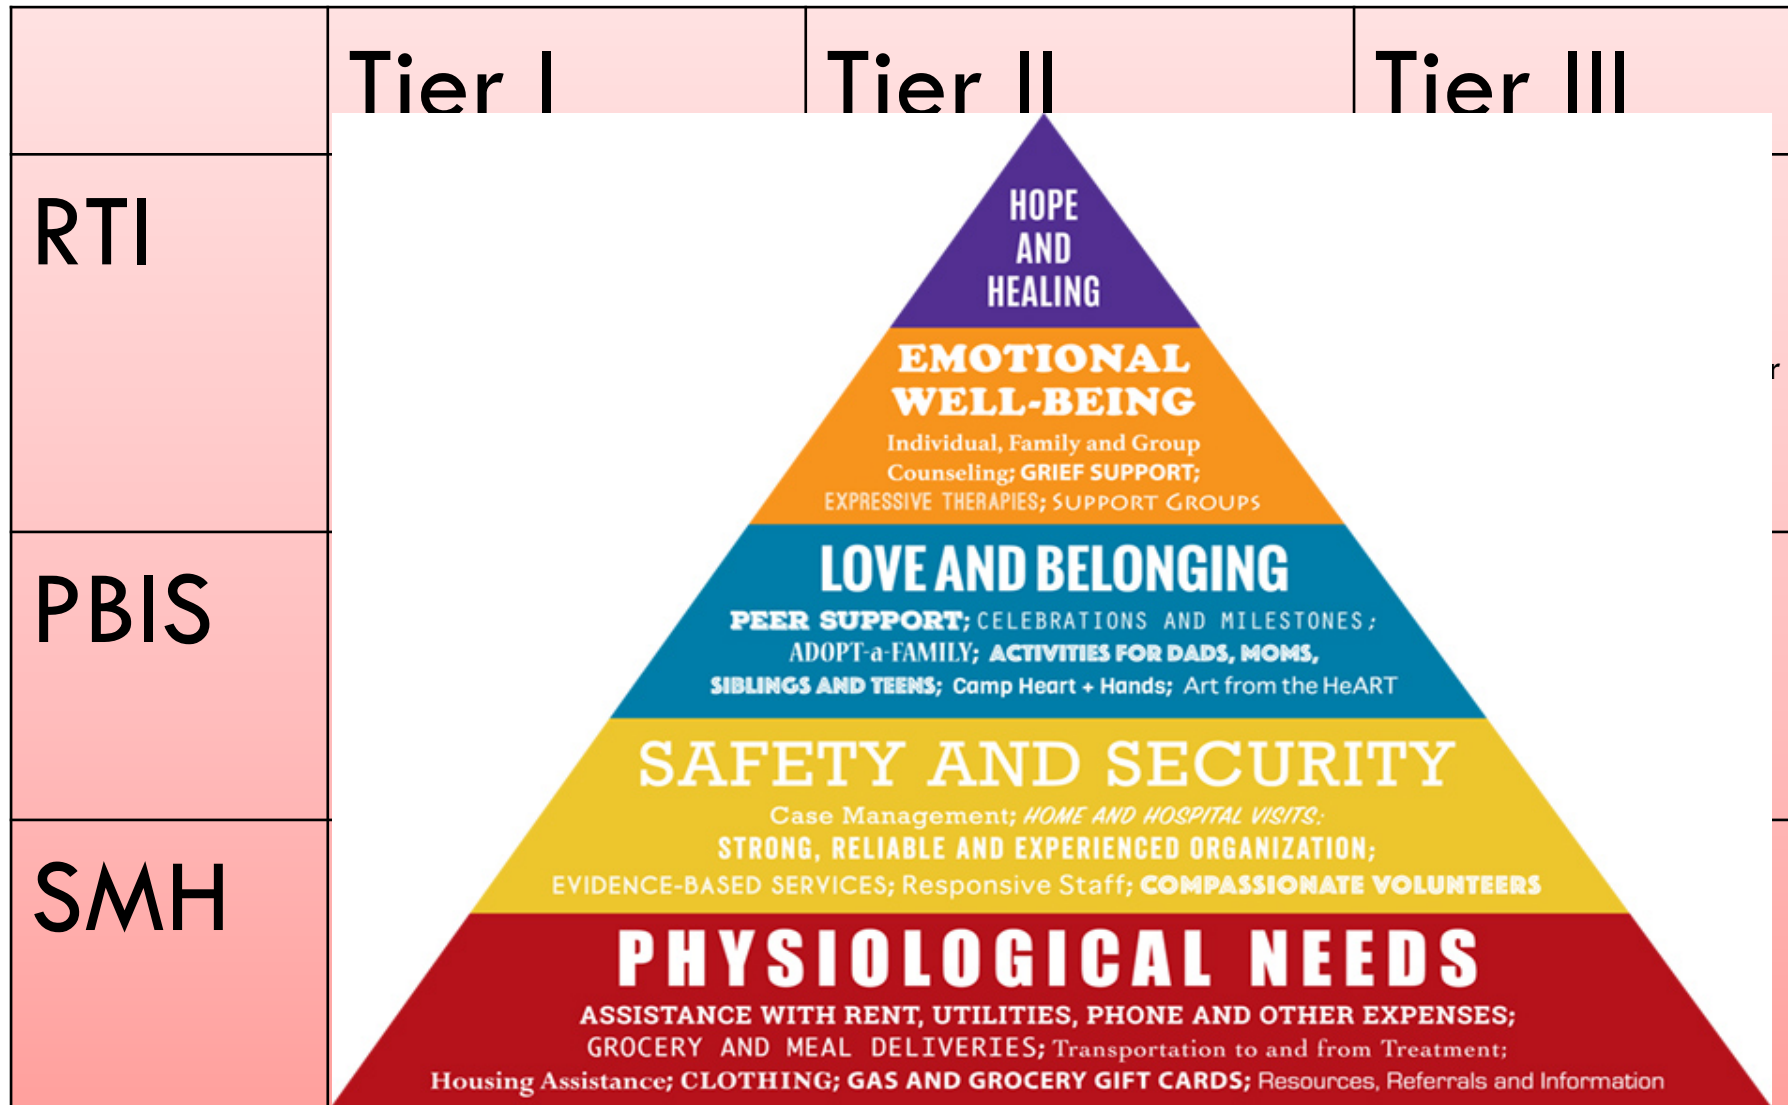 Tier I
Tier II
Tier III
RTI
PBIS
SMH
HOPE
AND
HEALING
EMOTIONAL
WELL-BEING
Individual, Family and Group
Counseling; GRIEF SUPPORT;
EXPRESSIVE THERAPIES; SUPPORT GROUPS
LOVE AND BELONGING
PEER SUPPORT; CELEBRATIONS AND MILESTONES;
ADOPT-a-FAMILY; ACTIVITIES FOR DADS, MOMS,
SIBLINGS AND TEENS; Camp Heart + Hands; Art from the HeART
SAFETY AND SECURITY
Case Management; HOME AND HOSPITAL VISITS;
STRONG, RELIABLE AND EXPERIENCED ORGANIZATION;
EVIDENCE-BASED SERVICES; Responsive Staff; COMPASSIONATE VOLUNTEERS
PHYSIOLOGICAL NEEDS
ASSISTANCE WITH RENT, UTILITIES, PHONE AND OTHER EXPENSES;
GROCERY AND MEAL DELIVERIES; Transportation to and from Treatment;
Housing Assistance; CLOTHING; GAS AND GROCERY GIFT CARDS; Resources, Referrals and Information